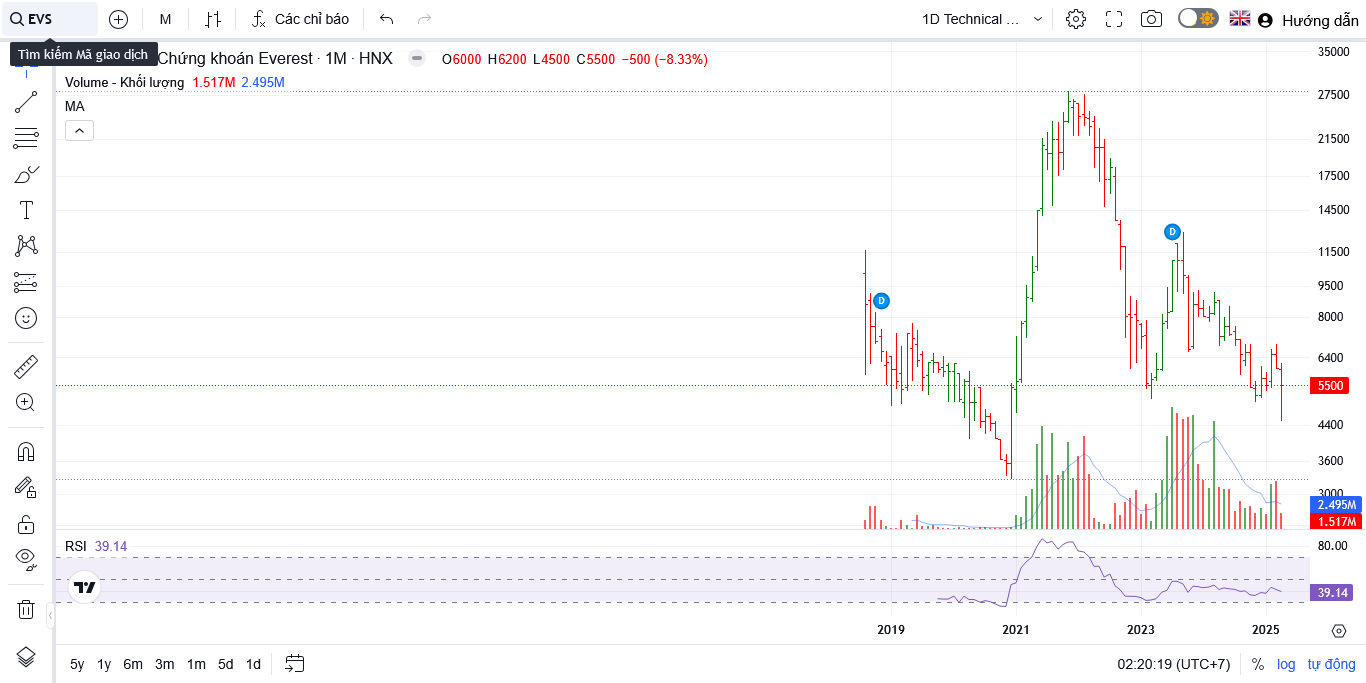 EVS
M
Các chỉ báo
1D Technical ...
Hướng dẫn
Tìm kiếm Mã giao dịch
Chứng khoán Everest · 1M · HNX
O6000 H6200 L4500 C5500 −500 (−8.33%)
Volume - Khối lượng 1.517M 2.495M
MA
35000
27500
21500
17500
14500
11500
9500
8000
6400
5500
4400
3600
3000
2.495M
1.517M
D
D
RSI 39.14
80.00
39.14
2019 2021 2023 2025
5y 1y 6m 3m 1m 5d 1d
02:20:19 (UTC+7) % log tự động